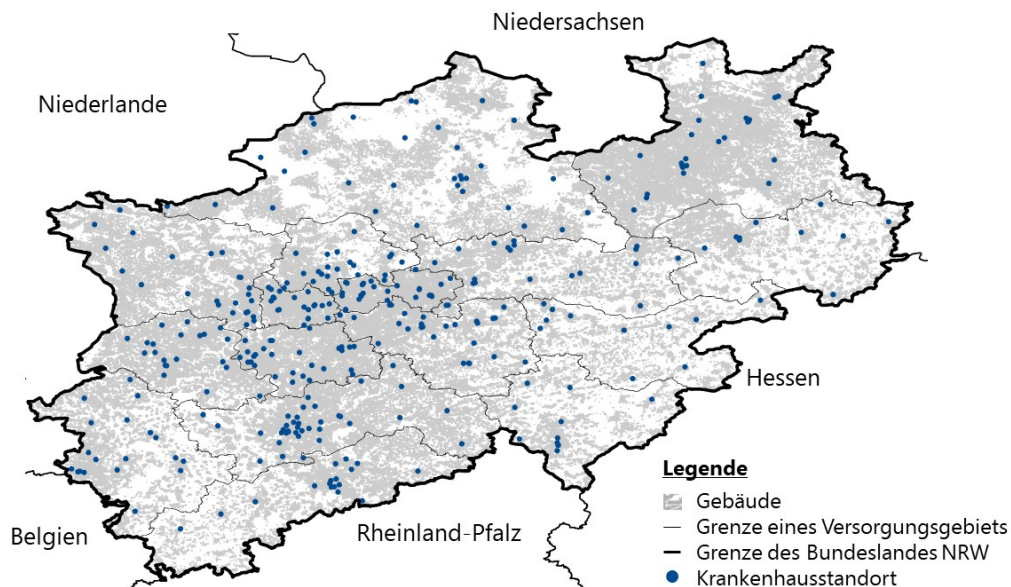 Niedersachsen
Niederlande
Hessen
Belgien
Rheinland-Pfalz
Legende
Gebäude
Grenze eines Versorgungsgebiets
Grenze des Bundeslandes NRW
Krankenhausstandort